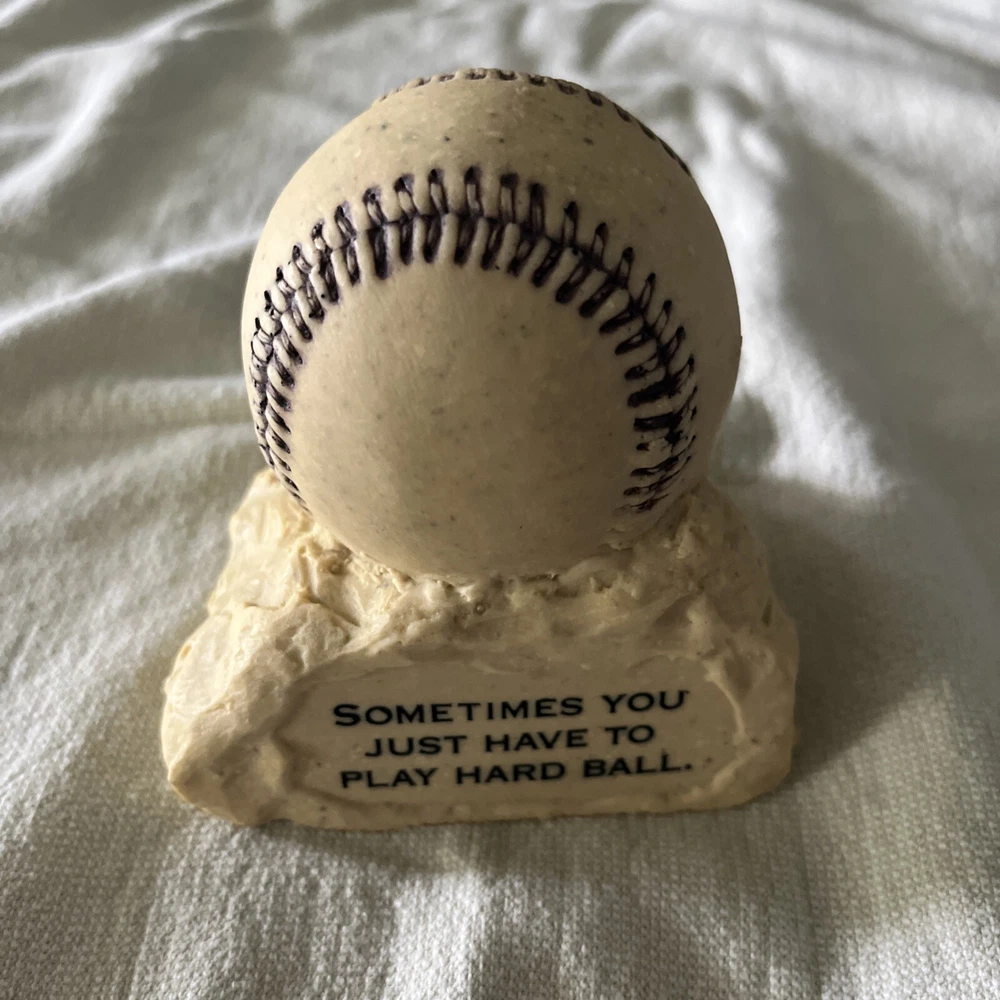 SOMETIMES YOU
JUST HAVE TO
PLAY HARD BALL.